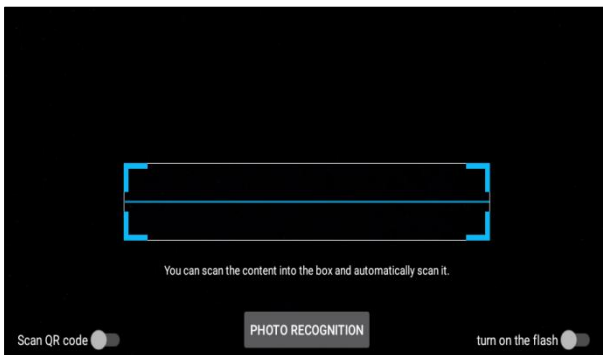 You can scan the content into the box and automatically scan it.
PHOTO RECOGNITION
Scan QR code
turn on the flash